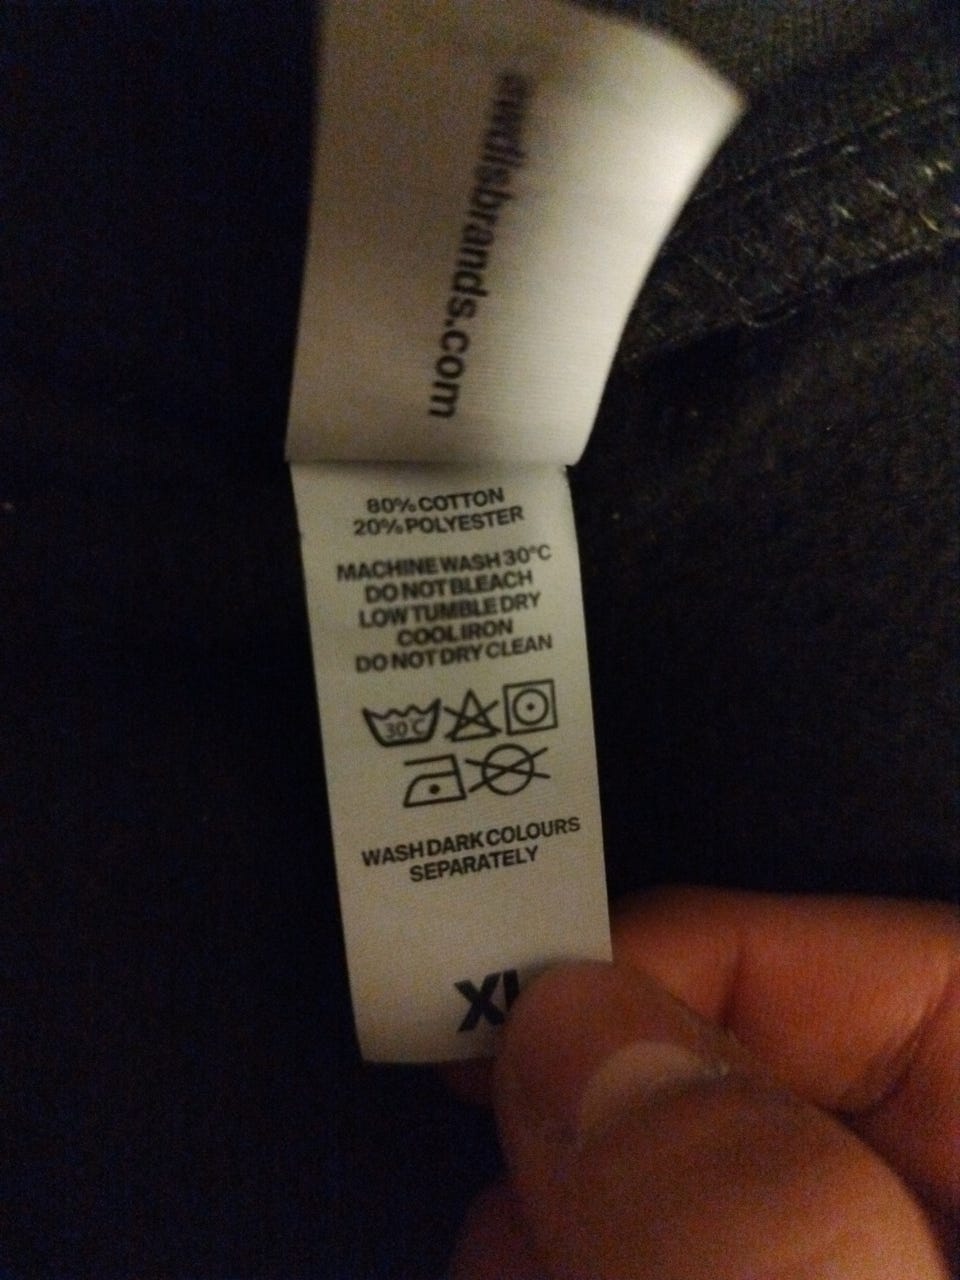 awdisbrands.com
80% COTTON
20% POLYESTER
MACHINE WASH 30°C
DO NOT BLEACH
LOW TUMBLE DRY
COOL IRON
DO NOT DRY CLEAN
30°C
WASH DARK COLOURS
SEPARATELY
XL